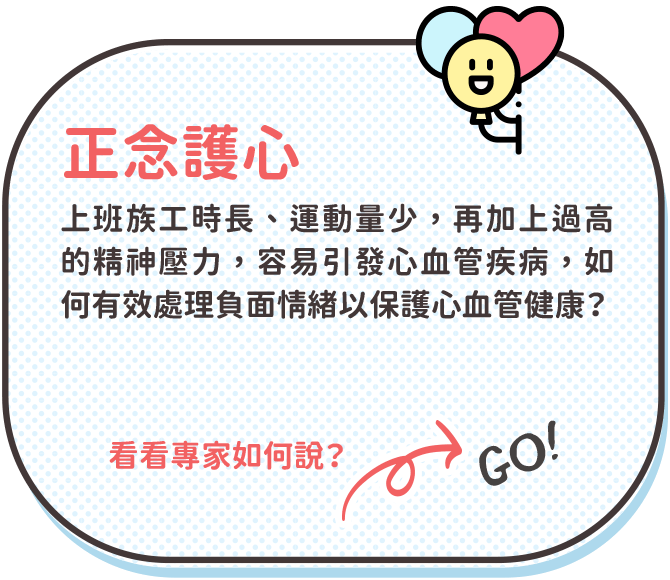 正念護心
上班族工時長、運動量少，再加上過高
的精神壓力，容易引發心血管疾病，如
何有效處理負面情緒以保護心血管健康？
看看專家如何說？
GO!